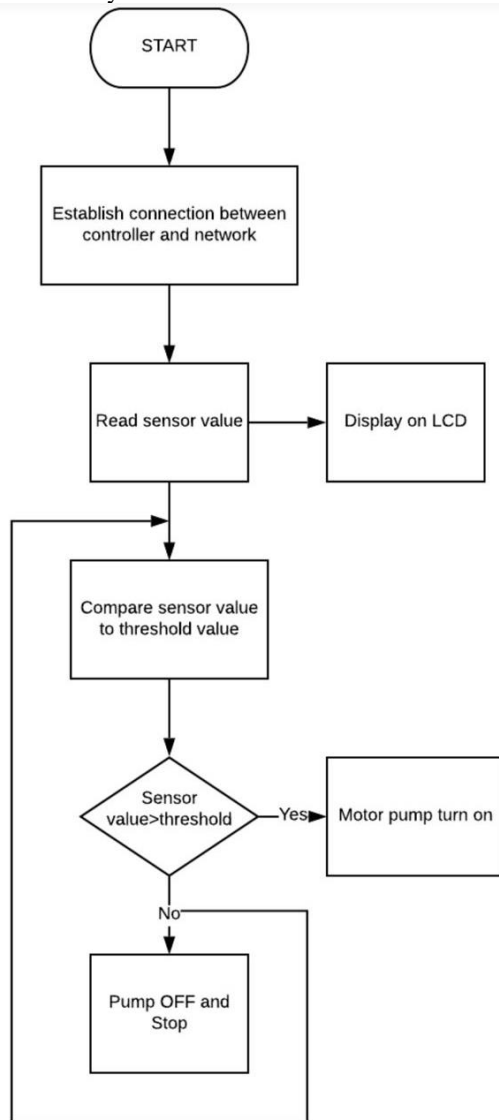 START
Establish connection between
controller and network
Read sensor value
Display on LCD
Compare sensor value
to threshold value
Sensor
value>threshold
Yes
Motor pump turn on
No
Pump OFF and
Stop